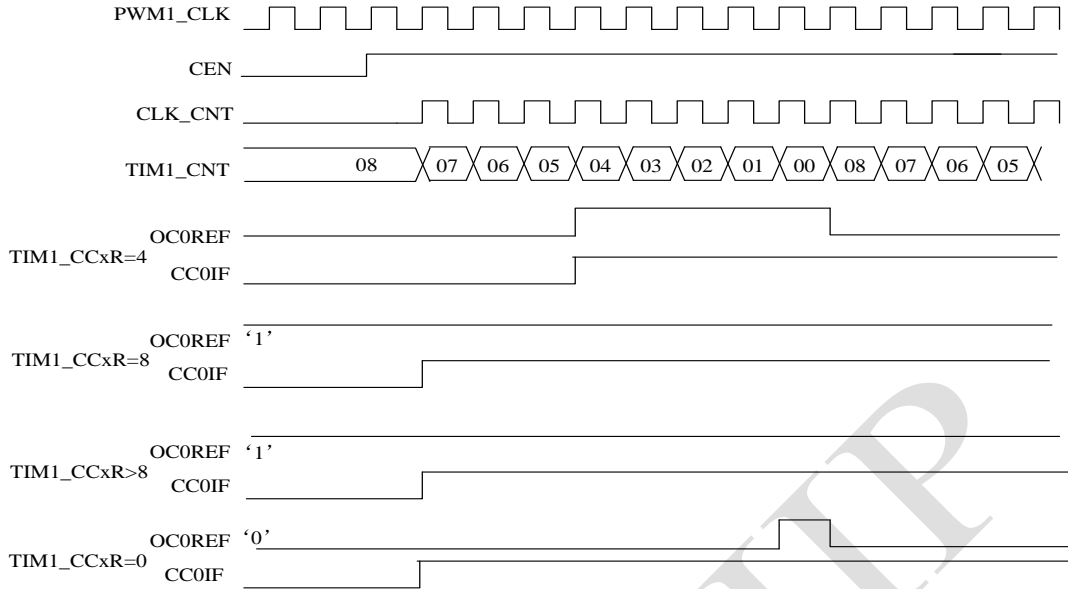 PWM1_CLK
CEN
CLK_CNT
TIM1_CNT 08 07 06 05 04 03 02 01 00 08 07 06 05
OC0REF
TIM1_CCxR=4
CC0IF
OC0REF ‘1’
TIM1_CCxR=8
CC0IF
OC0REF ‘1’
TIM1_CCxR>8
CC0IF
OC0REF ‘0’
TIM1_CCxR=0
CC0IF